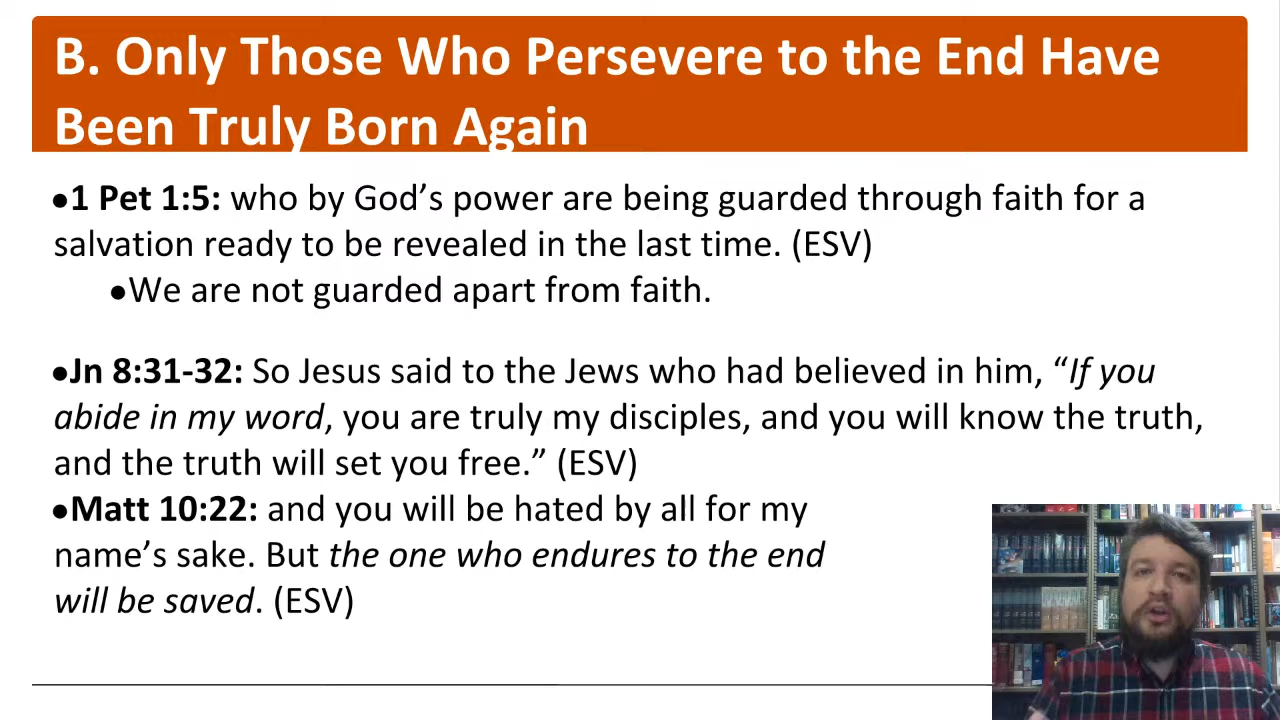 B. Only Those Who Persevere to the End Have
Been Truly Born Again
●1 Pet 1:5: who by God’s power are being guarded through faith for a
salvation ready to be revealed in the last time. (ESV)
●We are not guarded apart from faith.
●Jn 8:31-32: So Jesus said to the Jews who had believed in him, “If you
abide in my word, you are truly my disciples, and you will know the truth,
and the truth will set you free.” (ESV)
●Matt 10:22: and you will be hated by all for my
name’s sake. But the one who endures to the end
will be saved. (ESV)